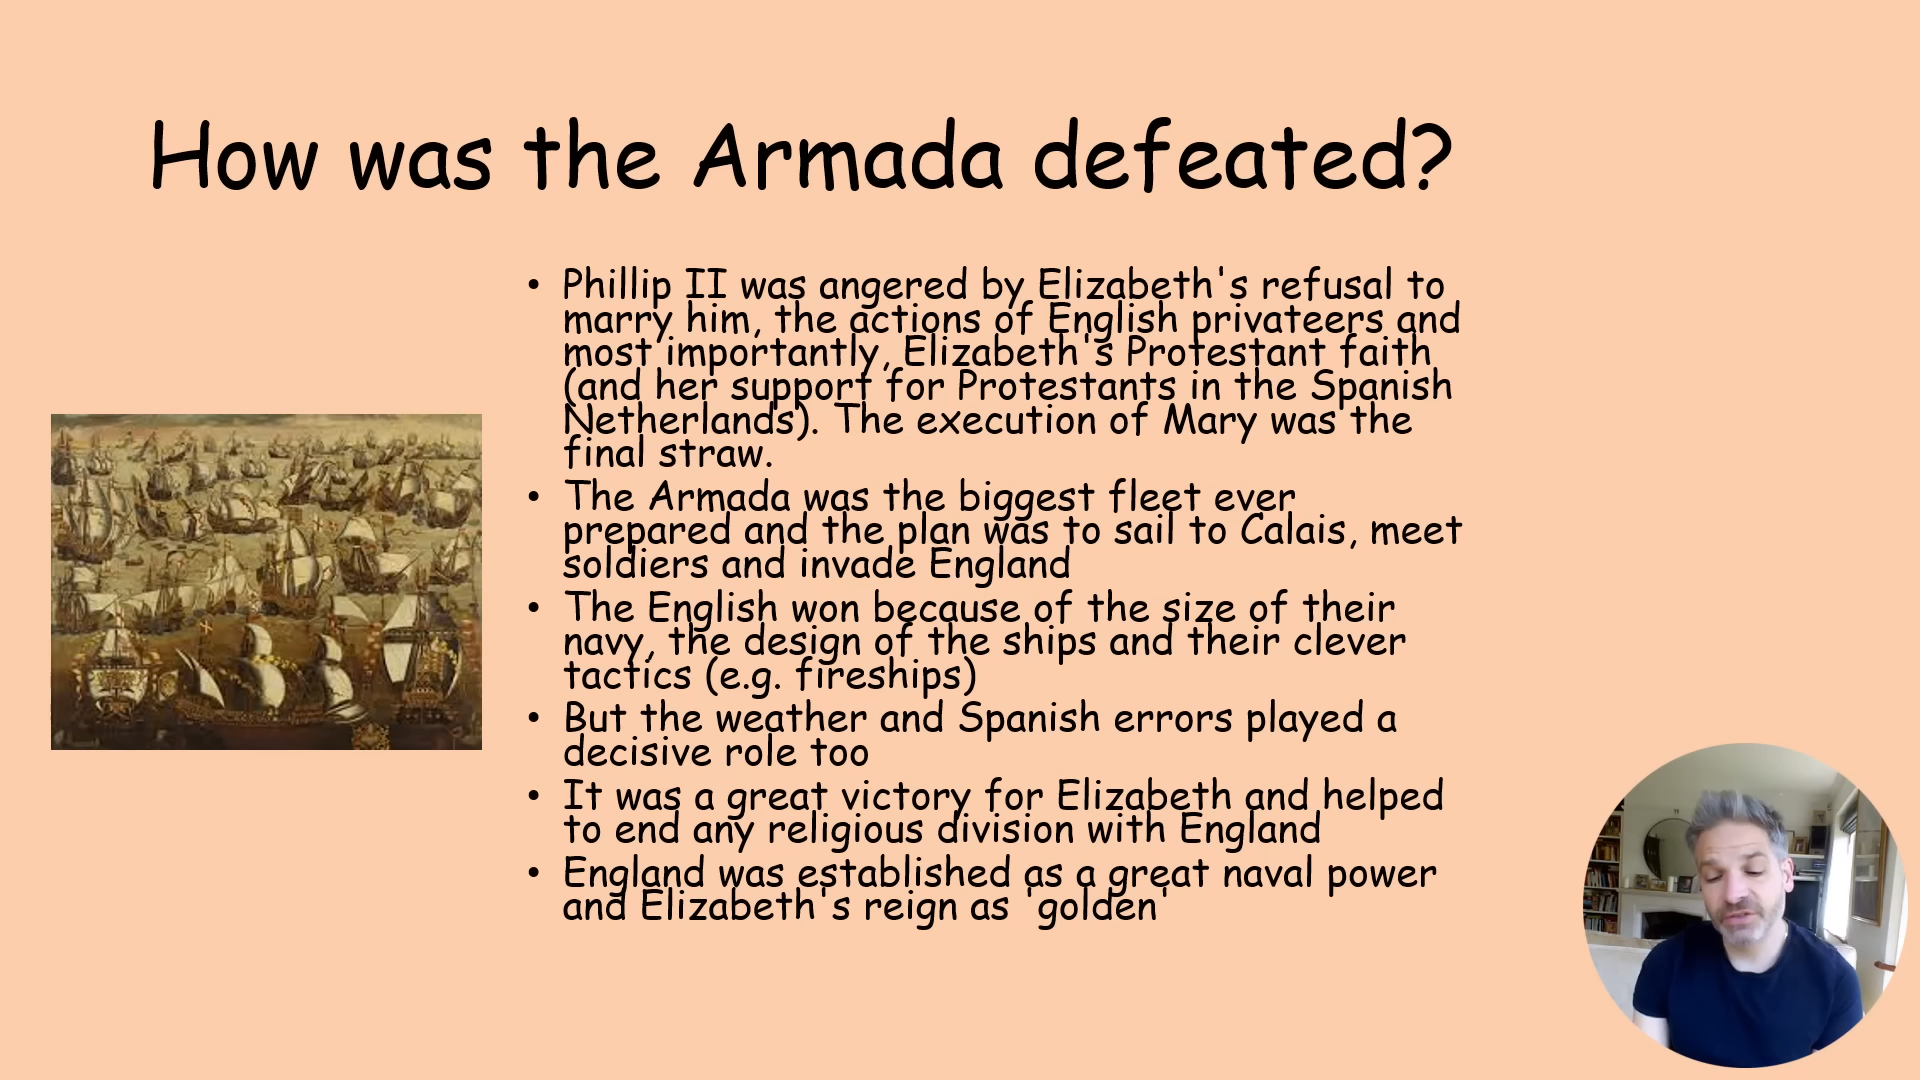 How was the Armada defeated?
• Phillip II was angered by Elizabeth's refusal to
marry him, the actions of English privateers and
most importantly, Elizabeth's Protestant faith
(and her support for Protestants in the Spanish
Netherlands). The execution of Mary was the
final straw.
• The Armada was the biggest fleet ever
prepared and the plan was to sail to Calais, meet
soldiers and invade England
• The English won because of the size of their
navy, the design of the ships and their clever
tactics (e.g. fireships)
• But the weather and Spanish errors played a
decisive role too
• It was a great victory for Elizabeth and helped
to end any religious division with England
• England was established as a great naval power
and Elizabeth's reign as 'golden'